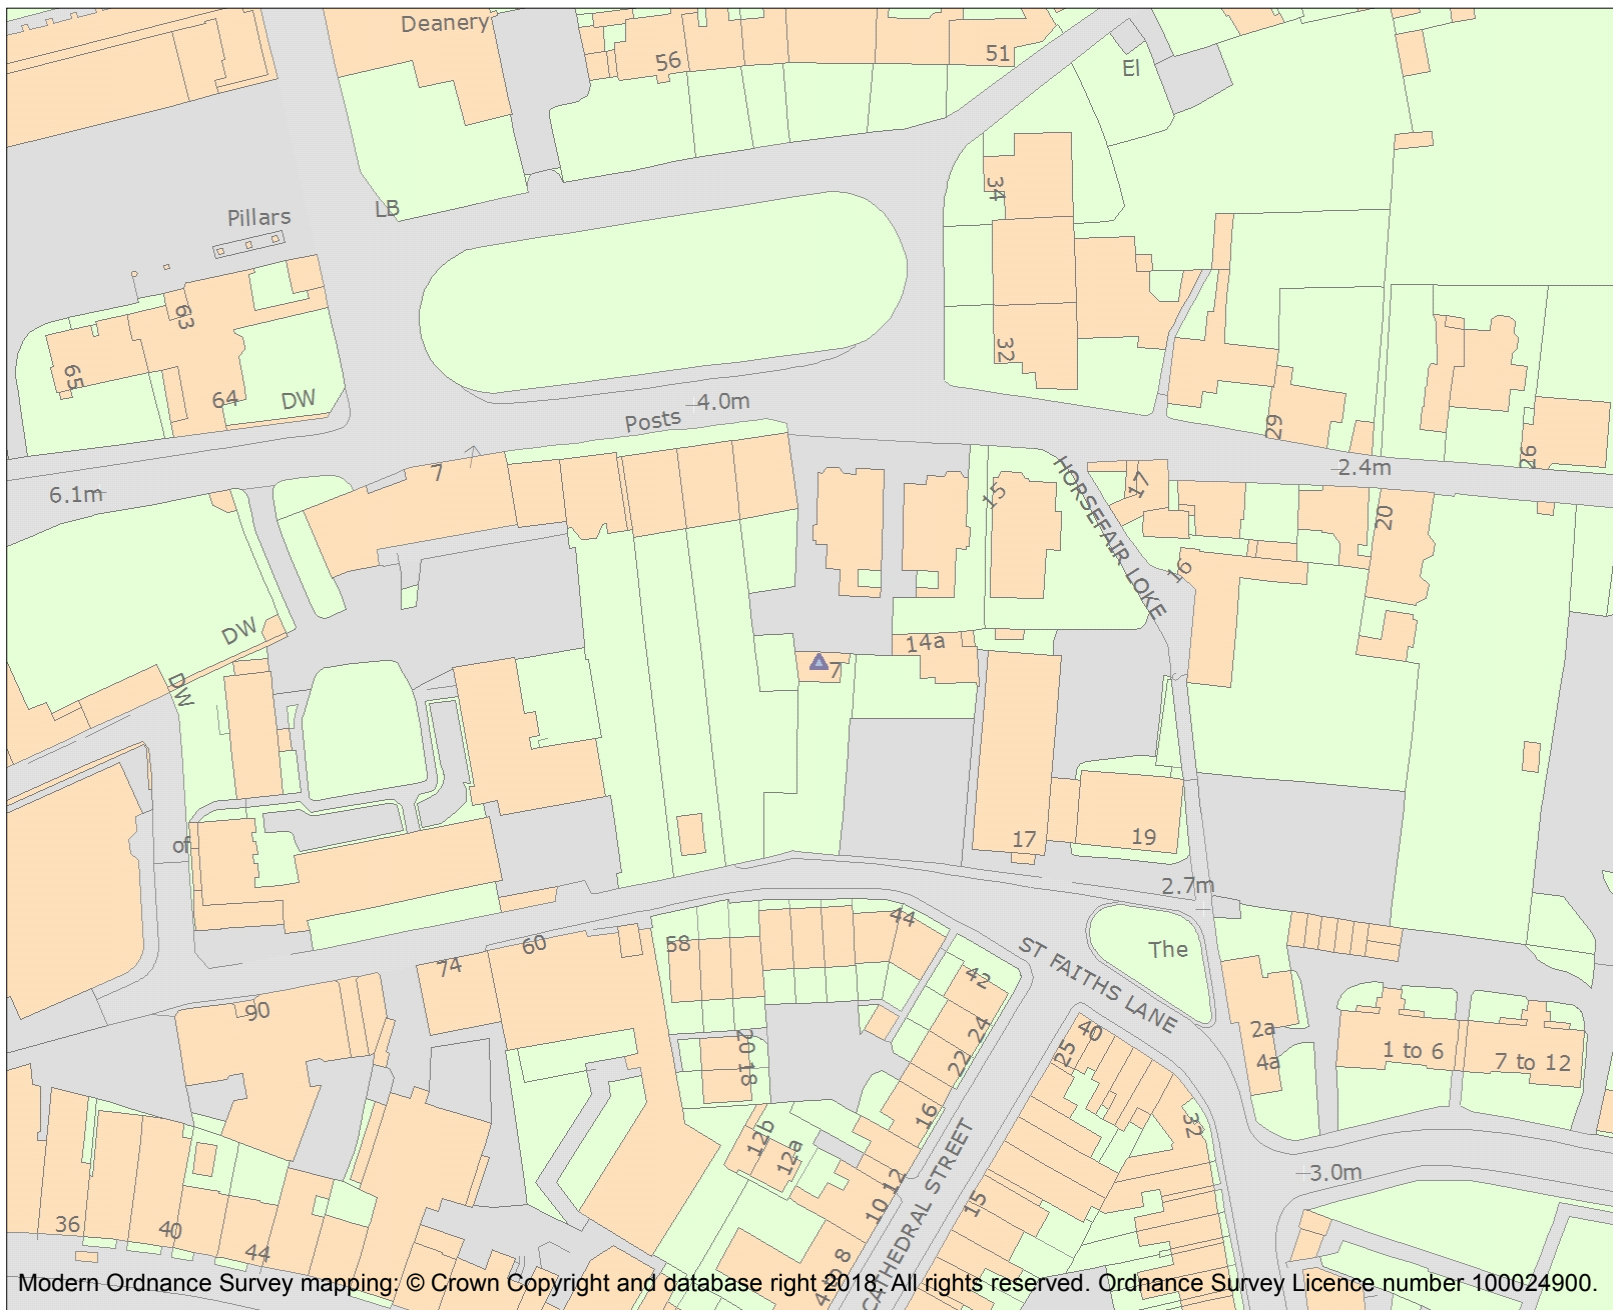 Deanery
56
51
El
34
Pillars
LB
63
32
65
64
DW
Posts
4.0m
29
26
2.4m
7
6.1m
15
HORSEFAIR LOKE
17
20
16
DW
DW
14a
7
of
17
19
2.7m
44
58
60
74
ST FAITHS LANE
The
42
90
24
22
20 18
40
25
2a
4a
1 to 6
7 to 12
16
32
12b
12a
3.0m
36
40
44
12
10
15
CATHEDRAL STREET
8
Modern Ordnance Survey mapping: © Crown Copyright and database right 2018. All rights reserved. Ordnance Survey Licence number 100024900.